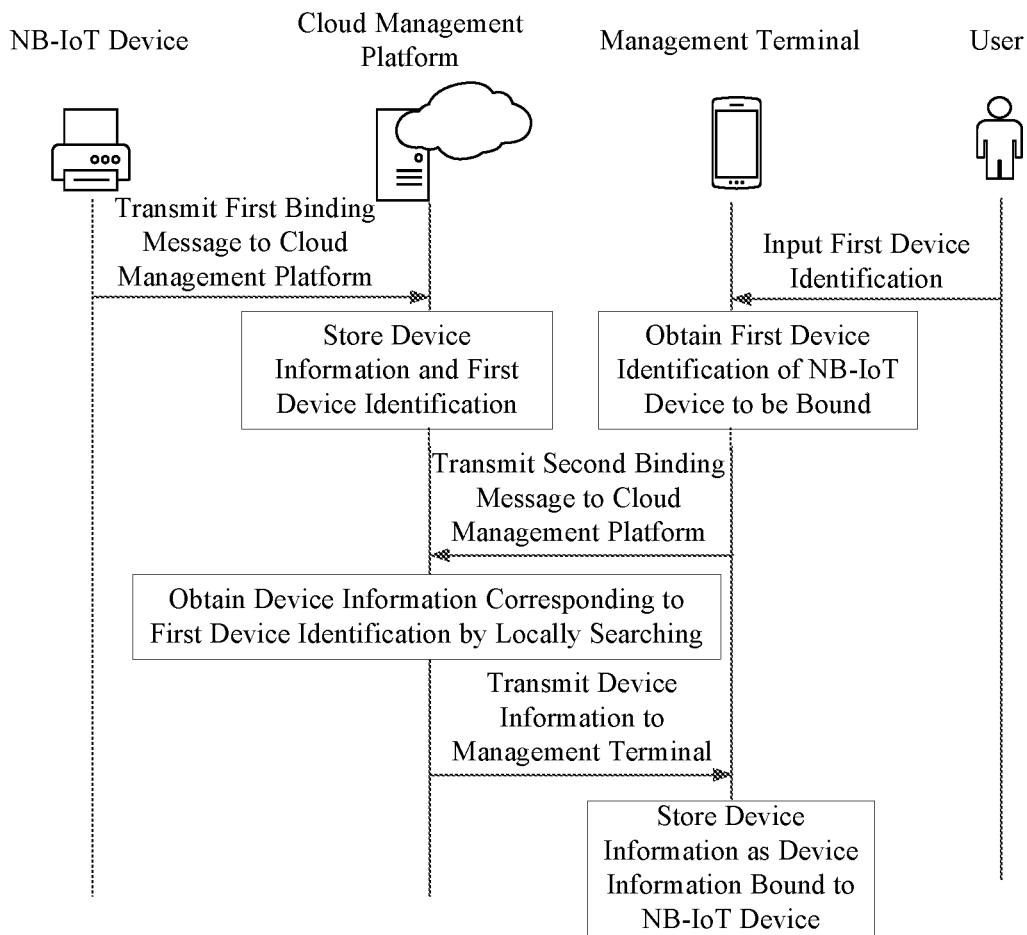 NB-IoT Device
Cloud Management
Platform
Management Terminal
User
Transmit First Binding
Message to Cloud
Management Platform
Input First Device
Identification
Store Device
Information and First
Device Identification
Obtain First Device
Identification of NB-IoT
Device to be Bound
Transmit Second Binding
Message to Cloud
Management Platform
Obtain Device Information Corresponding to
First Device Identification by Locally Searching
Transmit Device
Information to
Management Terminal
Store Device
Information as Device
Information Bound to
NB-IoT Device